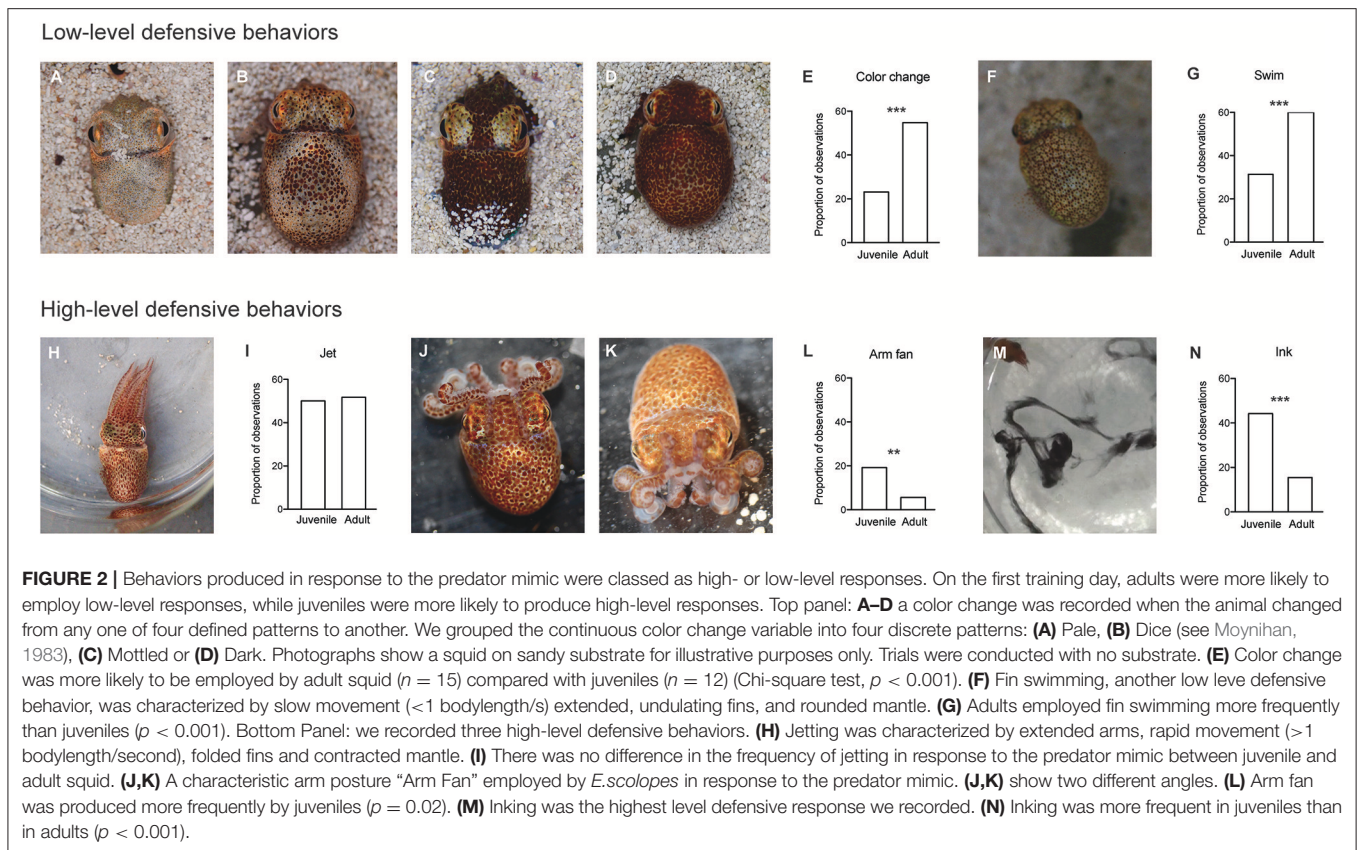 Low-level defensive behaviors
A
B
C
D
E
Color change
60
40
20
0
Proportion of observations
***
Juvenile Adult
F
G
Swim
60
40
20
0
Proportion of observations
***
Juvenile Adult
High-level defensive behaviors
H
I
Jet
60
40
20
0
Proportion of observations
Juvenile Adult
J
K
L
Arm fan
60
40
20
0
Proportion of observations
**
Juvenile Adult
M
N
Ink
60
40
20
0
Proportion of observations
***
Juvenile Adult
FIGURE 2 | Behaviors produced in response to the predator mimic were classed as high- or low-level responses. On the first training day, adults were more likely to
employ low-level responses, while juveniles were more likely to produce high-level responses. Top panel: A–D a color change was recorded when the animal changed
from any one of four defined patterns to another. We grouped the continuous color change variable into four discrete patterns: (A) Pale, (B) Dice (see Moynihan,
1983), (C) Mottled or (D) Dark. Photographs show a squid on sandy substrate for illustrative purposes only. Trials were conducted with no substrate. (E) Color change
was more likely to be employed by adult squid (n = 15) compared with juveniles (n = 12) (Chi-square test, p < 0.001). (F) Fin swimming, another low leve defensive
behavior, was characterized by slow movement (<1 bodylength/s) extended, undulating fins, and rounded mantle. (G) Adults employed fin swimming more frequently
than juveniles (p < 0.001). Bottom Panel: we recorded three high-level defensive behaviors. (H) Jetting was characterized by extended arms, rapid movement (>1
bodylength/second), folded fins and contracted mantle. (I) There was no difference in the frequency of jetting in response to the predator mimic between juvenile and
adult squid. (J,K) A characteristic arm posture “Arm Fan” employed by E.scolopes in response to the predator mimic. (J,K) show two different angles. (L) Arm fan
was produced more frequently by juveniles (p = 0.02). (M) Inking was the highest level defensive response we recorded. (N) Inking was more frequent in juveniles than
in adults (p < 0.001).